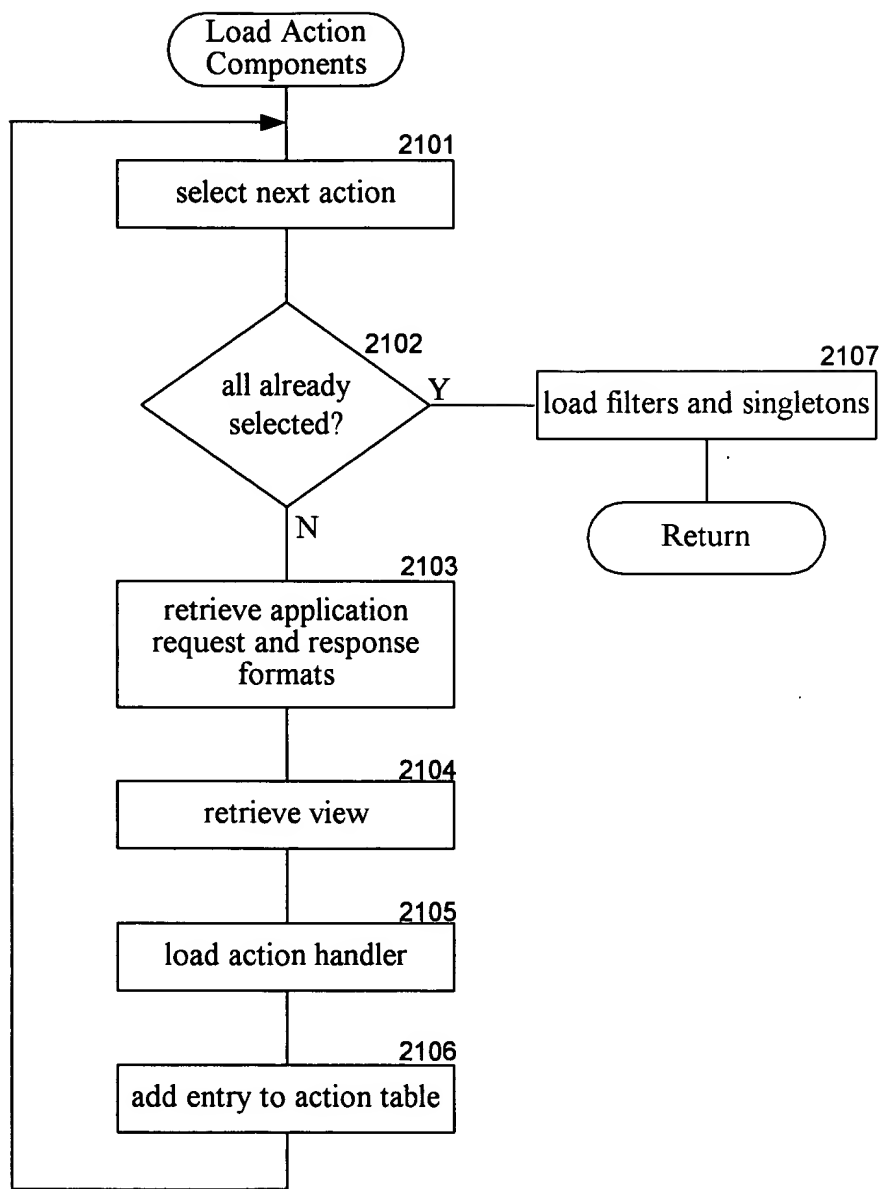 Load Action
Components
2101
select next action
2102
all already
selected?
Y
N
2107
load filters and singletons
Return
2103
retrieve application
request and response
formats
2104
retrieve view
2105
load action handler
2106
add entry to action table